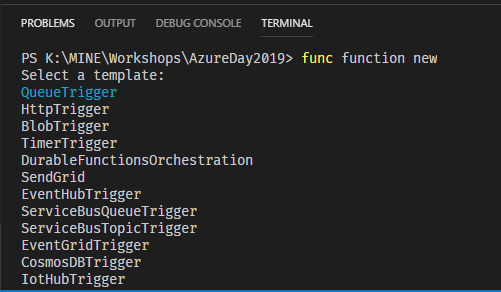 PROBLEMS OUTPUT DEBUG CONSOLE TERMINAL
PS K:\MINE\Workshops\AzureDay2019> func function new
Select a template:
QueueTrigger
HttpTrigger
BlobTrigger
TimerTrigger
DurableFunctionsOrchestration
SendGrid
EventHubTrigger
ServiceBusQueueTrigger
ServiceBusTopicTrigger
EventGridTrigger
CosmosDBTrigger
IotHubTrigger